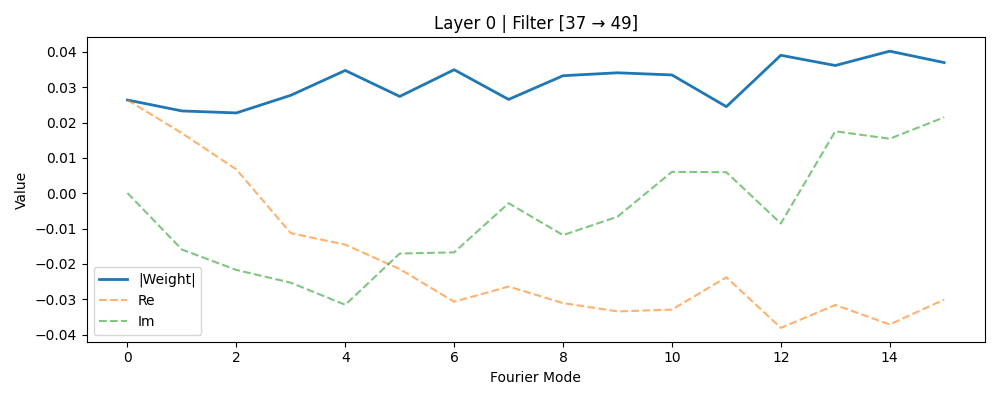 Layer 0 | Filter [37 → 49]
Value
0.04
0.03
0.02
0.01
0.00
−0.01
−0.02
−0.03
−0.04
|Weight|
Re
Im
0 2 4 6 8 10 12 14
Fourier Mode